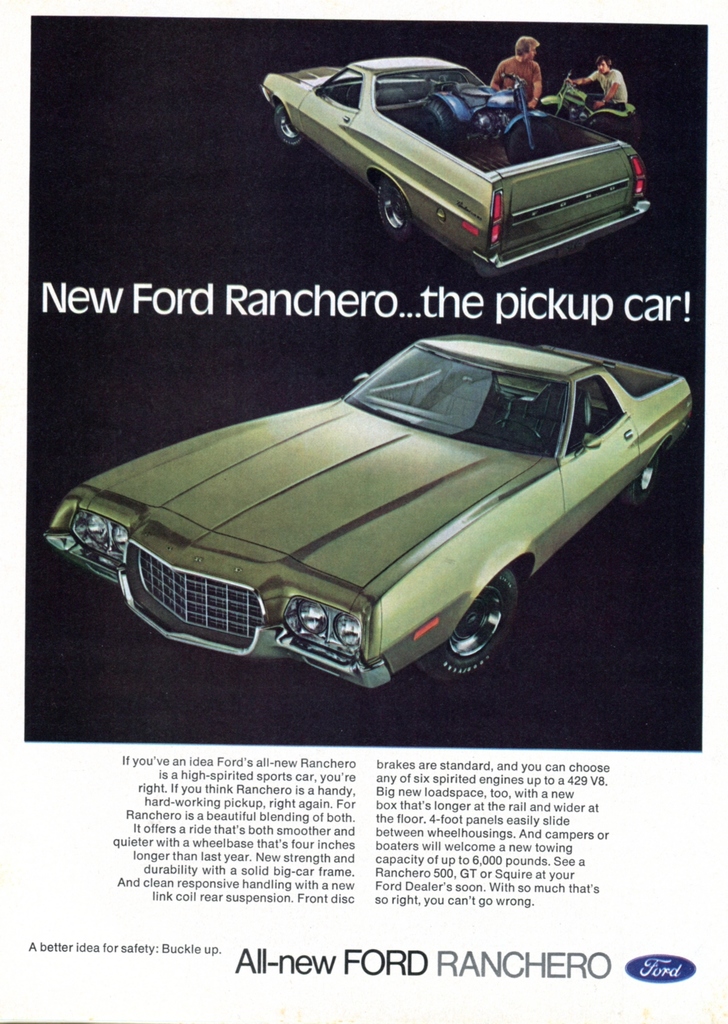 New Ford Ranchero...the pickup car!
If you've an idea Ford's all-new Ranchero
is a high-spirited sports car, you're
right. If you think Ranchero is a handy,
hard-working pickup, right again. For
Ranchero is a beautiful blending of both.
It offers a ride that's both smoother and
quieter with a wheelbase that's four inches
longer than last year. New strength and
durability with a solid big-car frame.
And clean responsive handling with a new
link coil rear suspension. Front disc
brakes are standard, and you can choose
any of six spirited engines up to a 429 V8.
Big new loadspace, too, with a new
box that's longer at the rail and wider at
the floor. 4-foot panels easily slide
between wheelhousings. And campers or
boaters will welcome a new towing
capacity of up to 6,000 pounds. See a
Ranchero 500, GT or Squire at your
Ford Dealer's soon. With so much that's
so right, you can't go wrong.
A better idea for safety: Buckle up.
All-new FORD RANCHERO
Ford